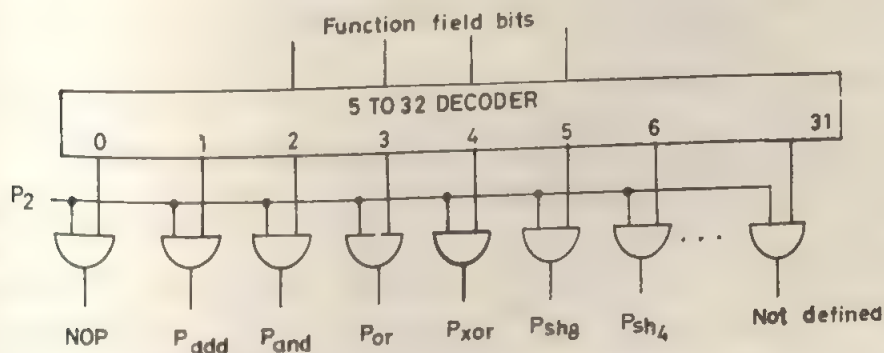 Function field bits
5 TO 32 DECODER
0 1 2 3 4 5 6 31
P2
...
NOP Padd Pand Por Pxor Psh8 Psh4 Not defined